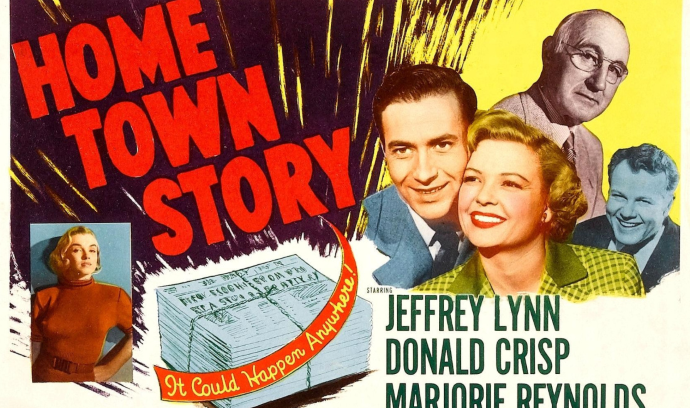 HOME
TOWN
STORY
It Could Happen Anywhere!
STARRING
JEFFREY LYNN
DONALD CRISP
MARJORIE REYNOLDS